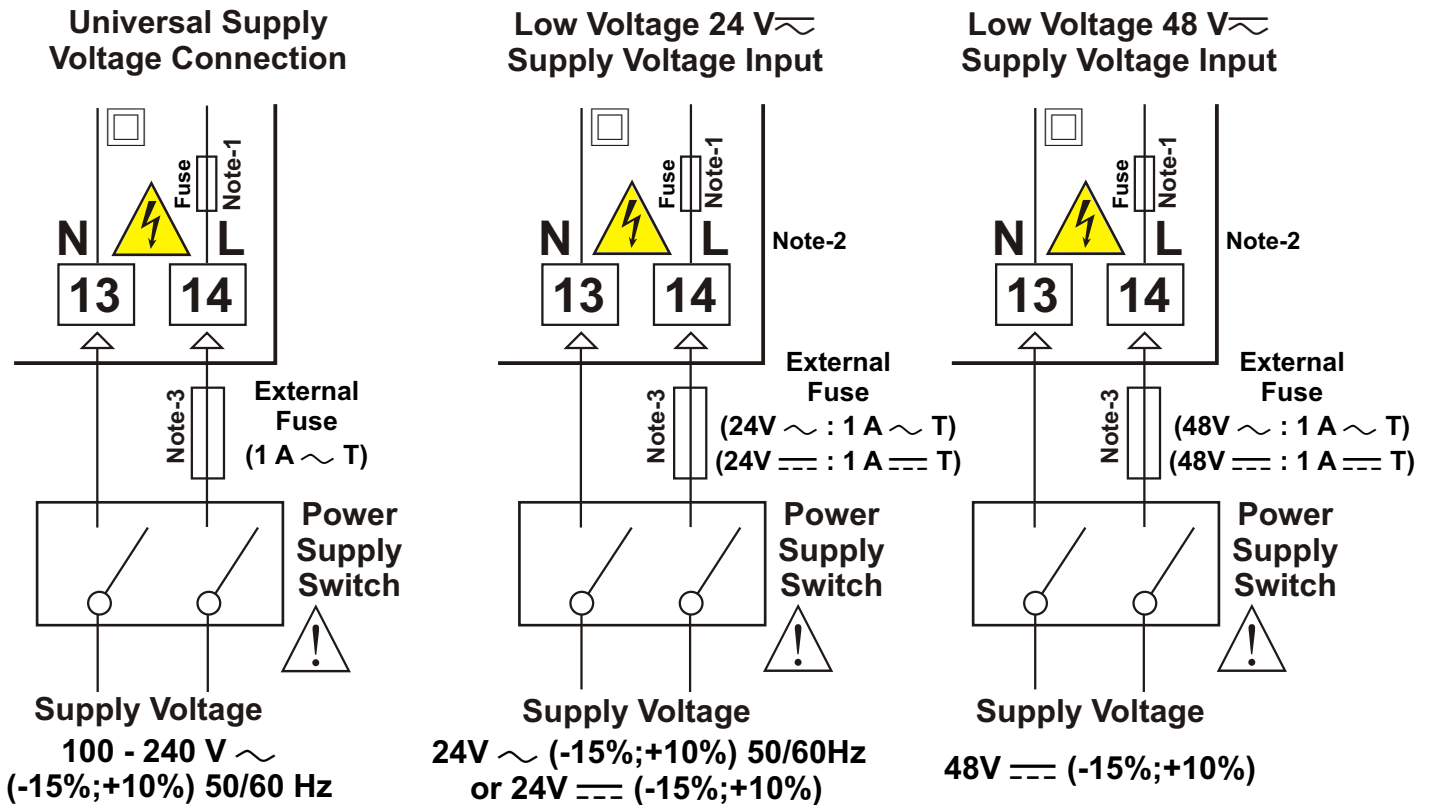 Universal Supply
Voltage Connection
N
L
Fuse
Note-1
13
14
Note-3
External
Fuse
(1 A ～ T)
Power
Supply
Switch
!
Supply Voltage
100 - 240 V ～
(-15%;+10%) 50/60 Hz
Low Voltage 24 V⏦
Supply Voltage Input
N
L
Fuse
Note-1
Note-2
13
14
Note-3
External
Fuse
(24V ～ : 1 A ～ T)
(24V ⎓ : 1 A ⎓ T)
Power
Supply
Switch
!
Supply Voltage
24V ～ (-15%;+10%) 50/60Hz
or 24V ⎓ (-15%;+10%)
Low Voltage 48 V⏦
Supply Voltage Input
N
L
Fuse
Note-1
Note-2
13
14
Note-3
External
Fuse
(48V ～ : 1 A ～ T)
(48V ⎓ : 1 A ⎓ T)
Power
Supply
Switch
!
Supply Voltage
48V ⎓ (-15%;+10%)